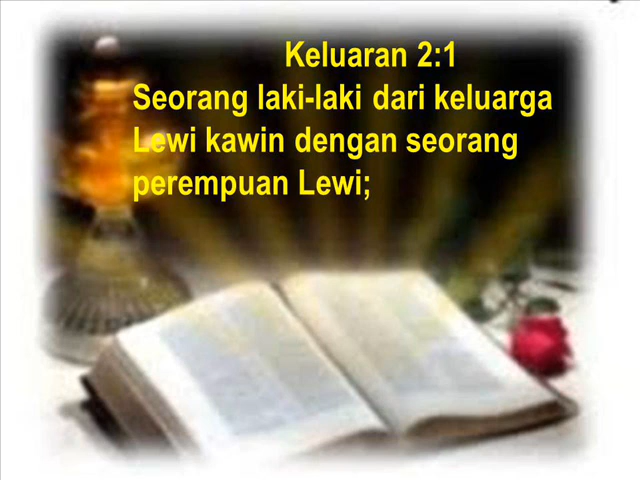 Keluaran 2:1
Seorang laki-laki dari keluarga
Lewi kawin dengan seorang
perempuan Lewi;